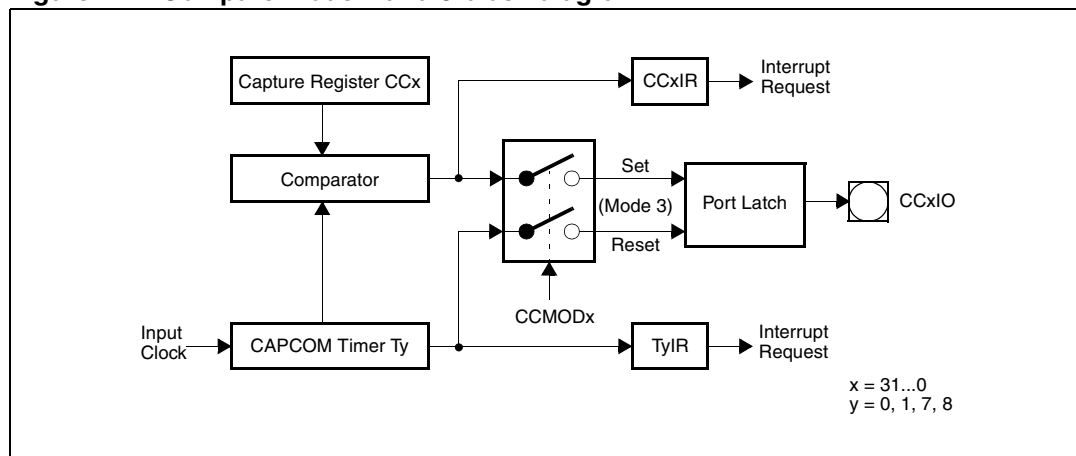 Capture Register CCx
CCxIR
Interrupt
Request
Comparator
Set
(Mode 3)
Reset
Port Latch
CCxIO
CCMODx
Input
Clock
CAPCOM Timer Ty
TyIR
Interrupt
Request
x = 31...0
y = 0, 1, 7, 8